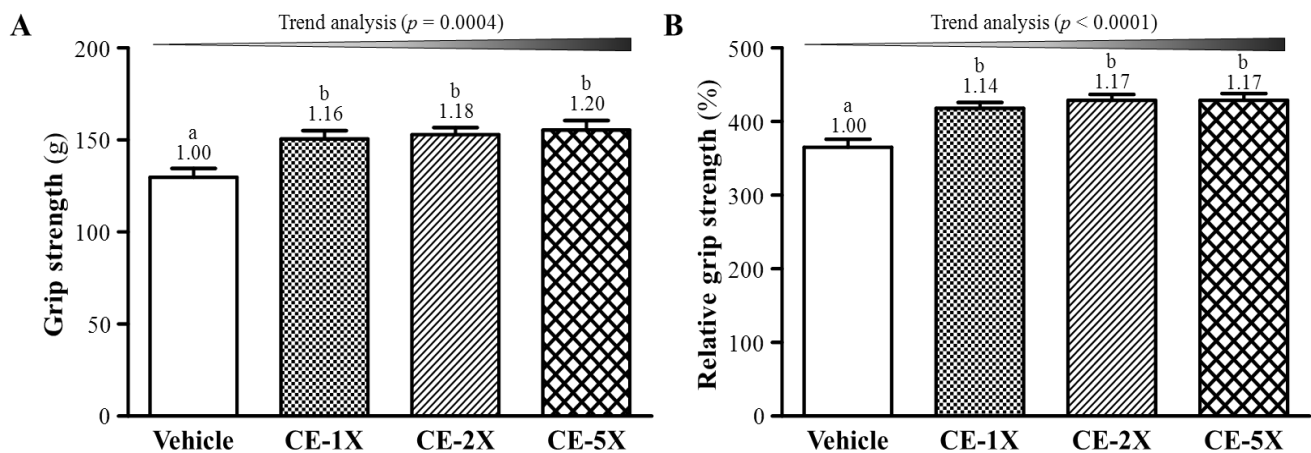 A
Trend analysis (p = 0.0004)
Grip strength (g)
200
150
100
50
0
a
1.00
b
1.16
b
1.18
b
1.20
Vehicle CE-1X CE-2X CE-5X
B
Trend analysis (p < 0.0001)
Relative grip strength (%)
500
400
300
200
100
0
a
1.00
b
1.14
b
1.17
b
1.17
Vehicle CE-1X CE-2X CE-5X